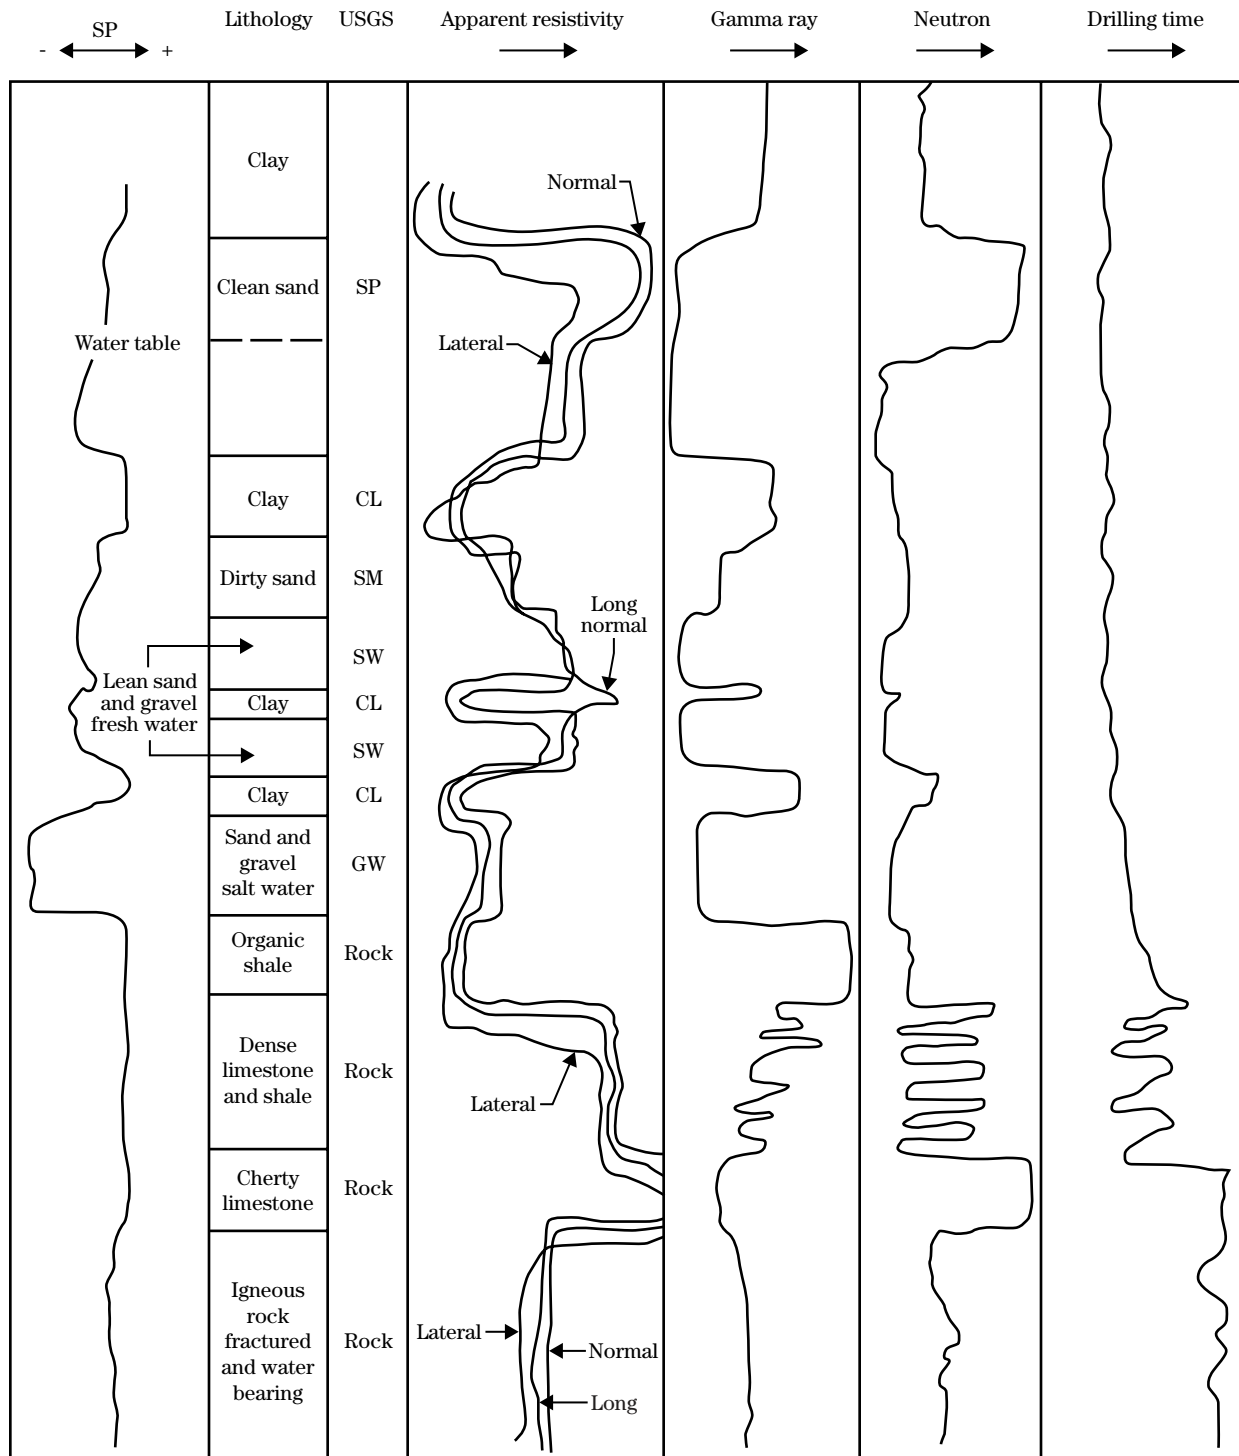 SP
- +
Lithology
USGS
Apparent resistivity
Gamma ray
Neutron
Drilling time
Clay
Normal
Clean sand
SP
Water table
Lateral
Clay
CL
Dirty sand
SM
Long
normal
SW
Lean sand
and gravel
fresh water
Clay
CL
SW
Clay
CL
Sand and
gravel
salt water
GW
Organic
shale
Rock
Dense
limestone
and shale
Rock
Lateral
Cherty
limestone
Rock
Igneous
rock
fractured
and water
bearing
Rock
Lateral
Normal
Long